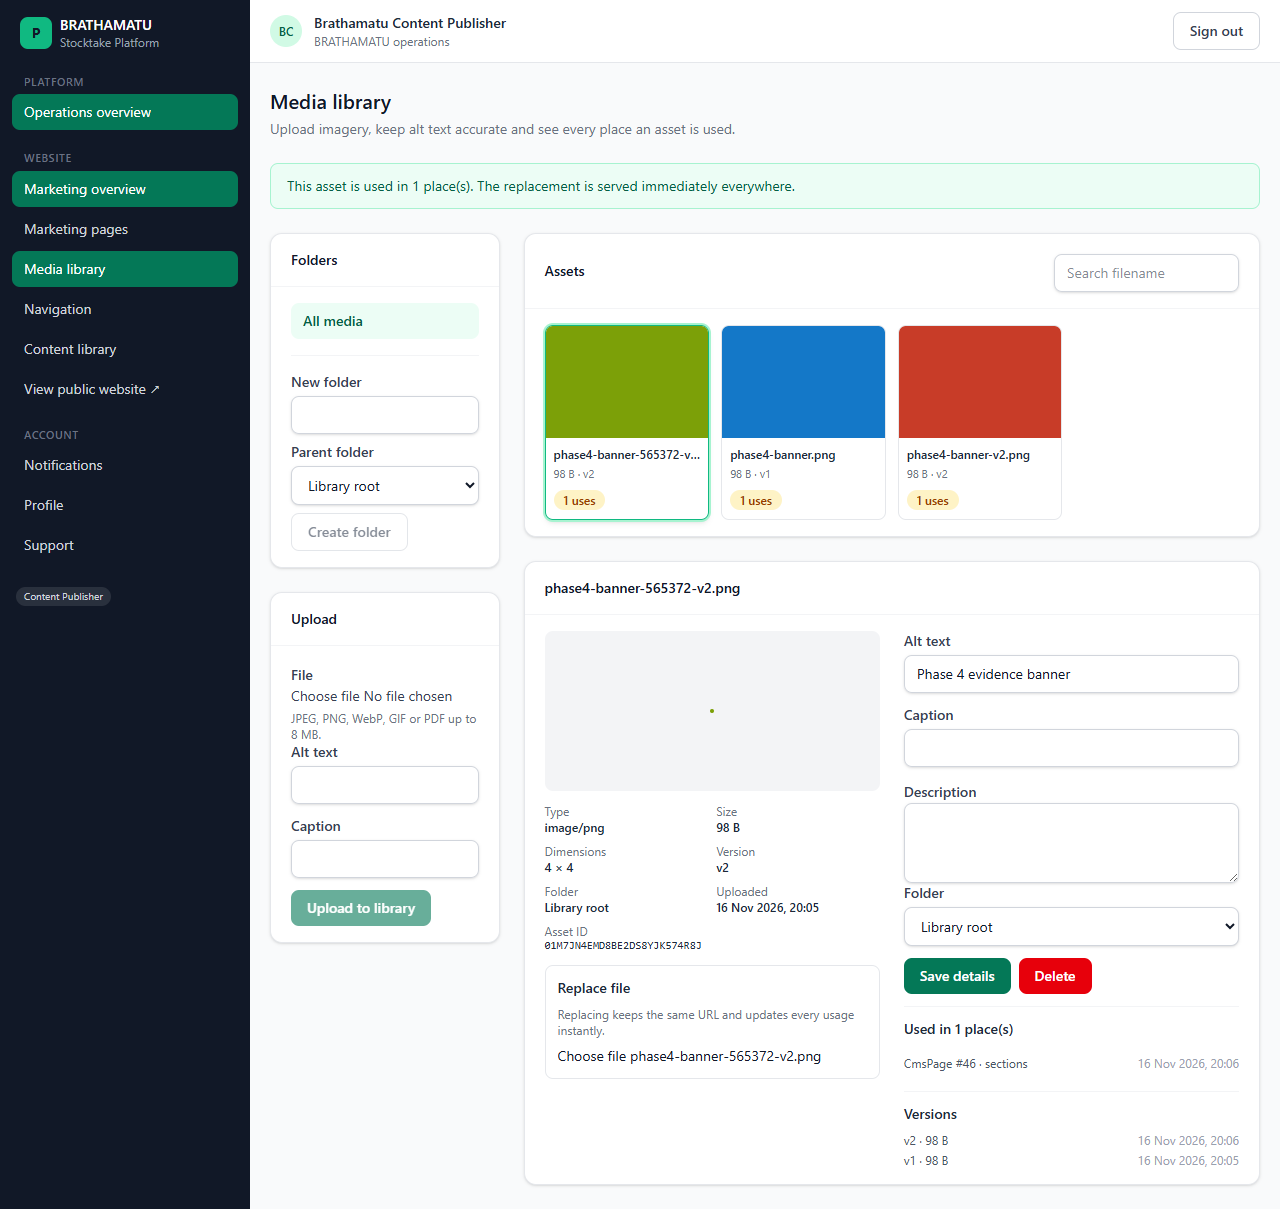 P
BRATHAMATU
Stocktake Platform
PLATFORM
Operations overview
WEBSITE
Marketing overview
Marketing pages
Media library
Navigation
Content library
View public website ↗
ACCOUNT
Notifications
Profile
Support
Content Publisher
BC
Brathamatu Content Publisher
BRATHAMATU operations
Sign out
Media library
Upload imagery, keep alt text accurate and see every place an asset is used.
This asset is used in 1 place(s). The replacement is served immediately everywhere.
Folders
All media
New folder
Parent folder
Library root
Create folder
Upload
File
Choose file No file chosen
JPEG, PNG, WebP, GIF or PDF up to
8 MB.
Alt text
Caption
Upload to library
Assets
Search filename
phase4-banner-565372-v...
98 B · v2
1 uses
phase4-banner.png
98 B · v1
1 uses
phase4-banner-v2.png
98 B · v2
1 uses
phase4-banner-565372-v2.png
Type
image/png
Size
98 B
Dimensions
4 × 4
Version
v2
Folder
Library root
Uploaded
16 Nov 2026, 20:05
Asset ID
01M7JN4EMD8BE2DS8YJK574R8J
Replace file
Replacing keeps the same URL and updates every usage
instantly.
Choose file phase4-banner-565372-v2.png
Alt text
Phase 4 evidence banner
Caption
Description
Folder
Library root
Save details
Delete
Used in 1 place(s)
CmsPage #46 · sections
16 Nov 2026, 20:06
Versions
v2 · 98 B
16 Nov 2026, 20:06
v1 · 98 B
16 Nov 2026, 20:05